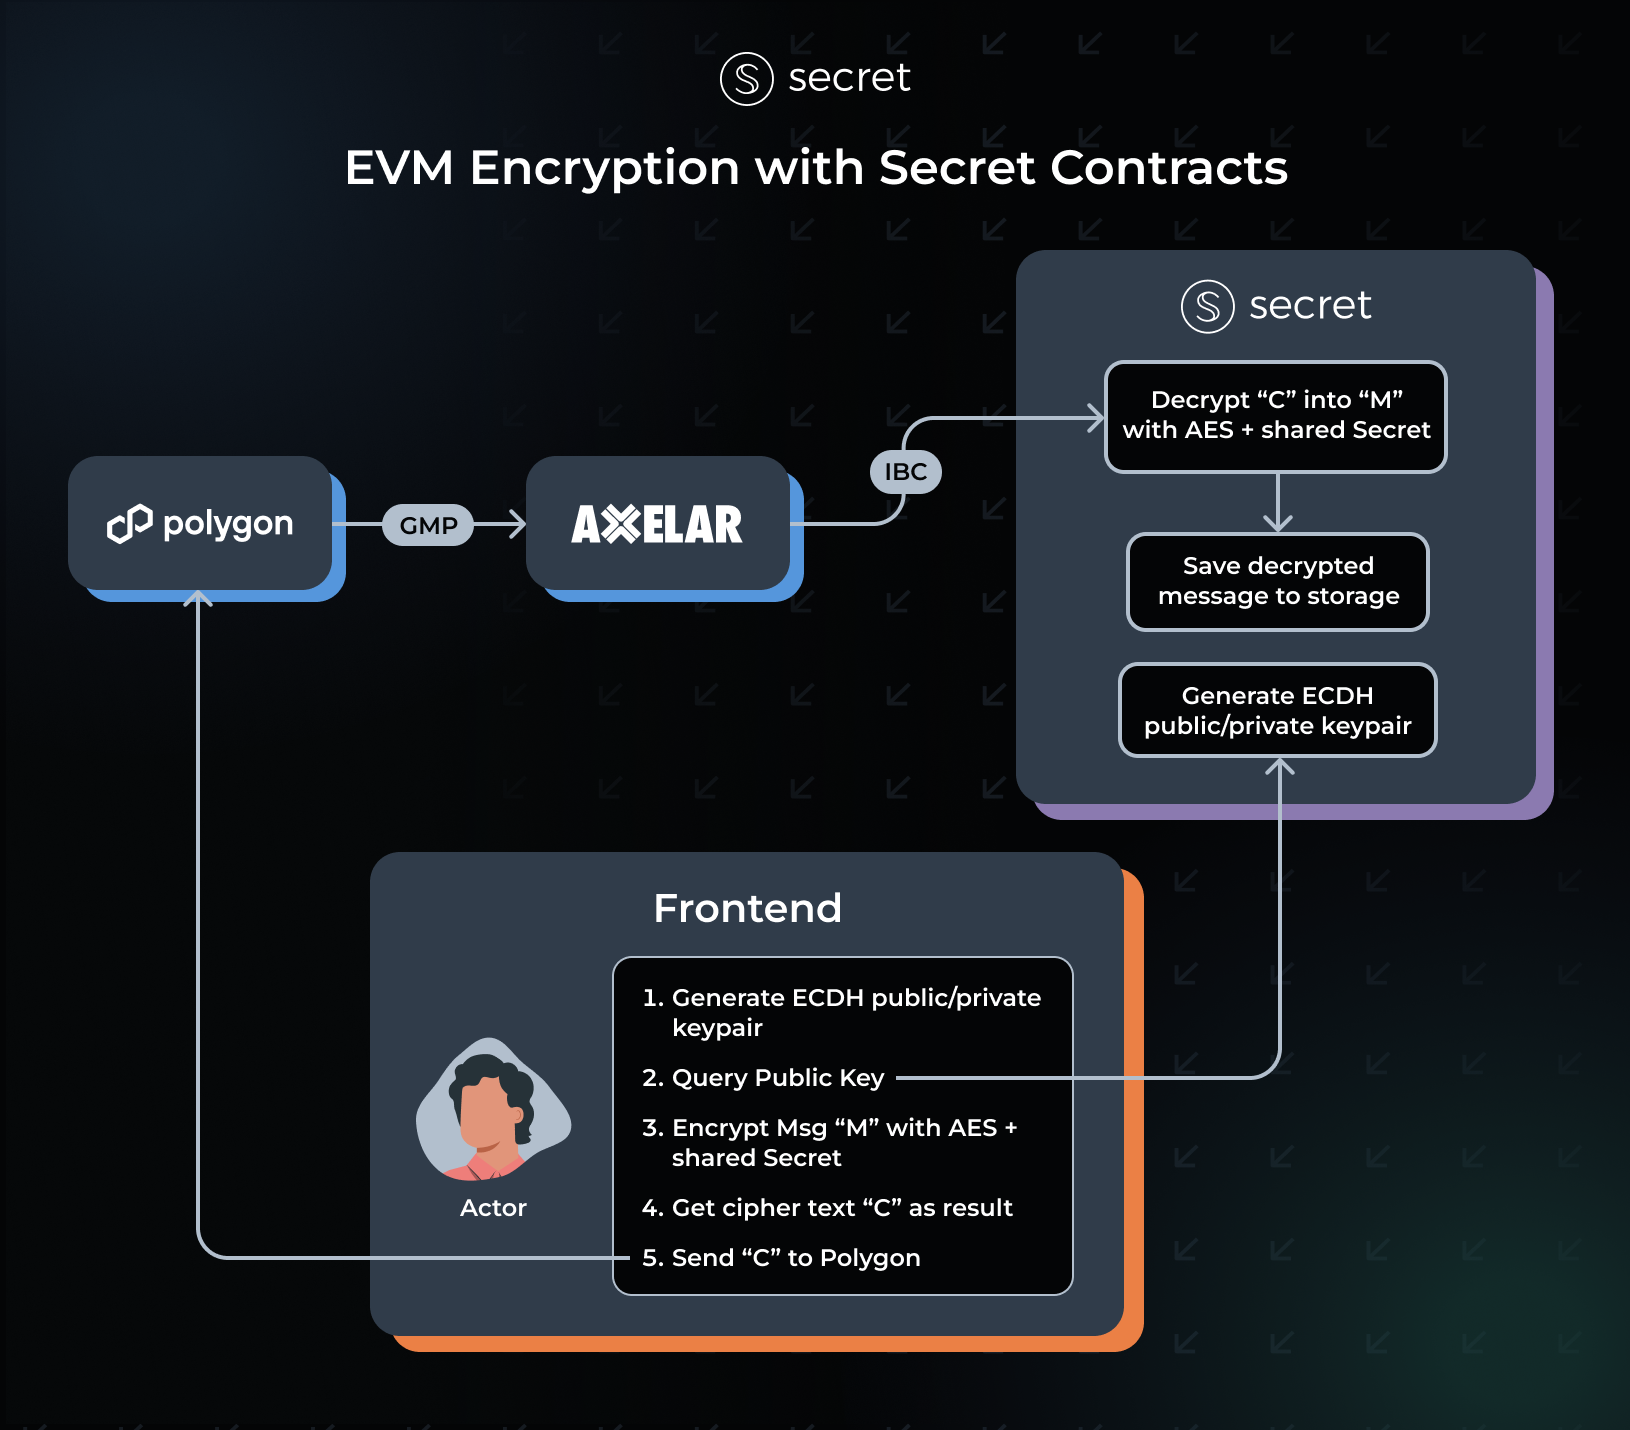 secret
EVM Encryption with Secret Contracts
secret
Decrypt “C” into “M”
with AES + shared Secret
Save decrypted
message to storage
Generate ECDH
public/private keypair
polygon
GMP
AXELAR
IBC
Frontend
1. Generate ECDH public/private
keypair
2. Query Public Key
3. Encrypt Msg “M” with AES +
shared Secret
4. Get cipher text “C” as result
5. Send “C” to Polygon
Actor